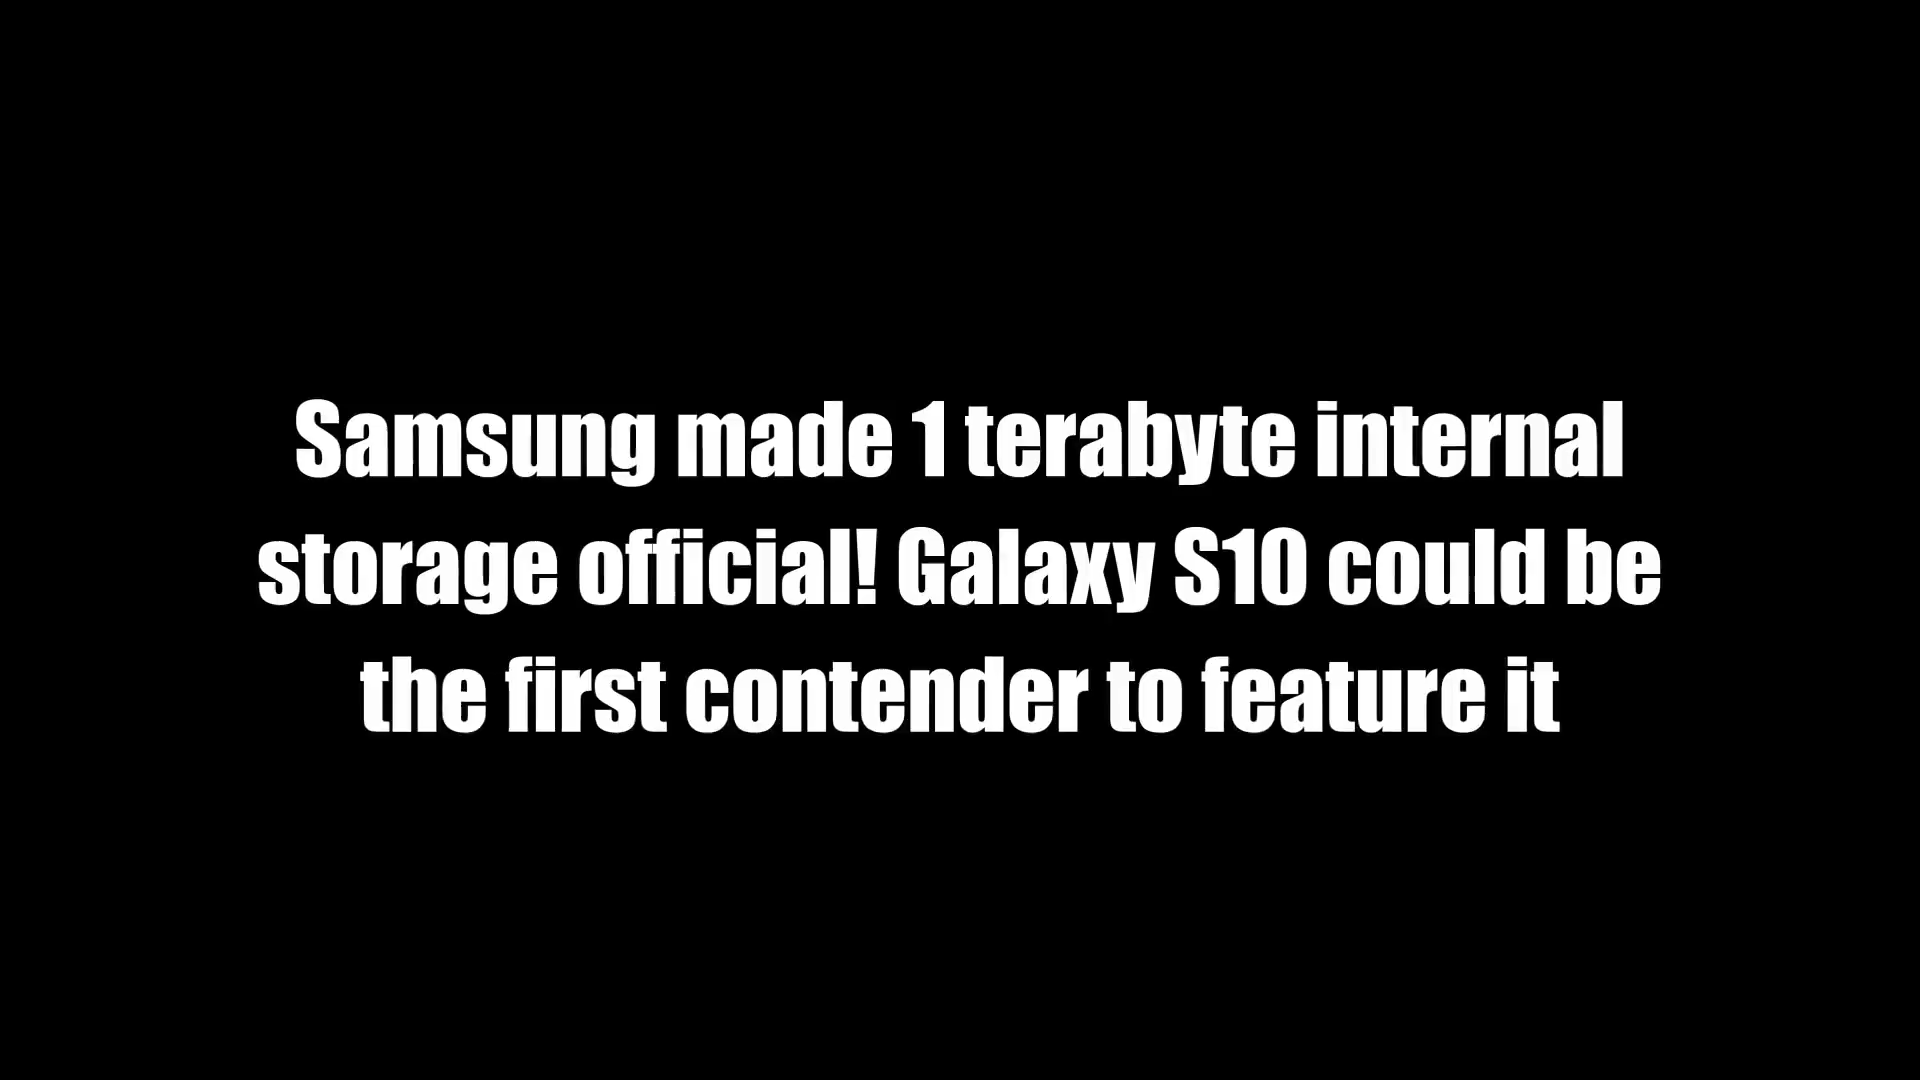 Samsung made 1 terabyte internal
storage official! Galaxy S10 could be
the first contender to feature it